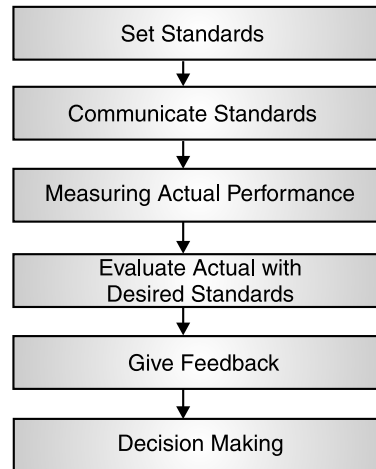 Set Standards
Communicate Standards
Measuring Actual Performance
Evaluate Actual with
Desired Standards
Give Feedback
Decision Making